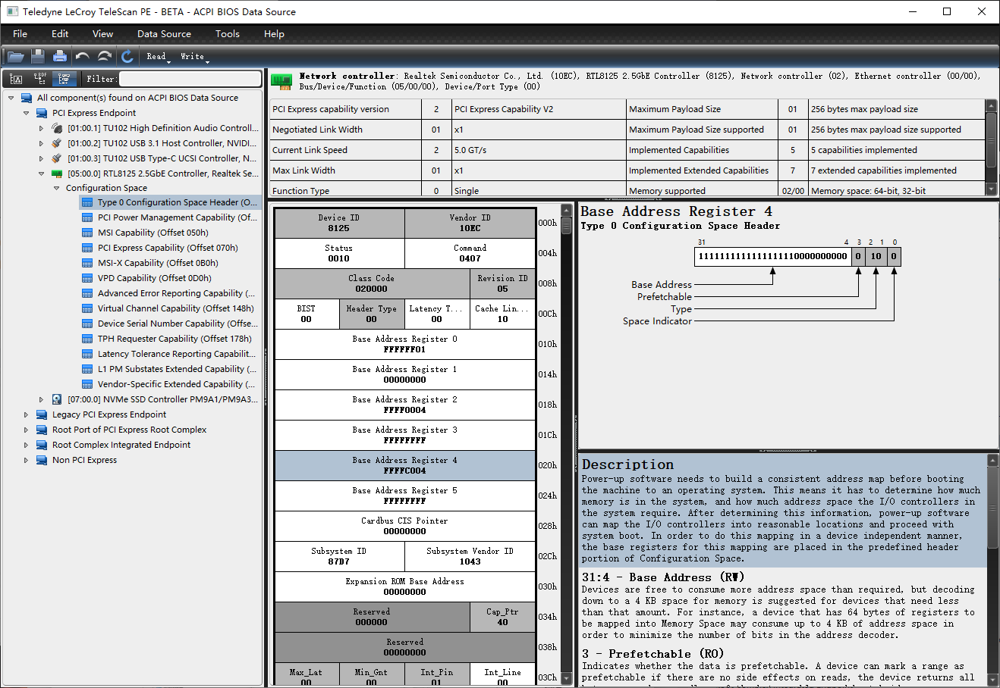 Teledyne LeCroy TeleScan PE - BETA - ACPI BIOS Data Source
File Edit View Data Source Tools Help
Read Write
Filter:
All component(s) found on ACPI BIOS Data Source
PCI Express Endpoint
[01:00.1] TU102 High Definition Audio Controll...
[01:00.2] TU102 USB 3.1 Host Controller, NVIDI...
[01:00.3] TU102 USB Type-C UCSI Controller, N...
[05:00.0] RTL8125 2.5GbE Controller, Realtek Se...
Configuration Space
Type 0 Configuration Space Header (O...
PCI Power Management Capability (Of...
MSI Capability (Offset 050h)
PCI Express Capability (Offset 070h)
MSI-X Capability (Offset 0B0h)
VPD Capability (Offset 0D0h)
Advanced Error Reporting Capability (...
Virtual Channel Capability (Offset 148h)
Device Serial Number Capability (Offse...
TPH Requester Capability (Offset 178h)
Latency Tolerance Reporting Capabilit...
L1 PM Substates Extended Capability (...
Vendor-Specific Extended Capability (...
[07:00.0] NVMe SSD Controller PM9A1/PM9A3...
Legacy PCI Express Endpoint
Root Port of PCI Express Root Complex
Root Complex Integrated Endpoint
Non PCI Express
Network controller: Realtek Semiconductor Co., Ltd. (10EC), RTL8125 2.5GbE Controller (8125), Network controller (02), Ethernet controller (00/00),
Bus/Device/Function (05/00/00), Device/Port Type (00)
PCI Express capability version 2 PCI Express Capability V2 Maximum Payload Size 01 256 bytes max payload size
Negotiated Link Width 01 x1 Maximum Payload Size supported 01 256 bytes max payload size supported
Current Link Speed 2 5.0 GT/s Implemented Capabilities 5 5 capabilities implemented
Max Link Width 01 x1 Implemented Extended Capabilities 7 7 extended capabilities implemented
Function Type 0 Single Memory supported 02/00 Memory space: 64-bit, 32-bit
Device ID Vendor ID
8125 10EC 000h
Status Command
0010 0407 004h
Class Code Revision ID
020000 05 008h
BIST Header Type Latency T... Cache Lin...
00 00 00 10 00Ch
Base Address Register 0
FFFFFF01 010h
Base Address Register 1
00000000 014h
Base Address Register 2
FFFF0004 018h
Base Address Register 3
FFFFFFFF 01Ch
Base Address Register 4
FFFFC004 020h
Base Address Register 5
FFFFFFFF 024h
Cardbus CIS Pointer
00000000 028h
Subsystem ID Subsystem Vendor ID
87D7 1043 02Ch
Expansion ROM Base Address
00000000 030h
Reserved Cap_Ptr
000000 40 034h
Reserved
00000000 038h
Max_Lat Min_Gnt Int_Pin Int_Line
00 00 01 00 03Ch
Base Address Register 4
Type 0 Configuration Space Header
31 4 3 2 1 0
1111111111111111110000000000 0 10 0
Base Address
Prefetchable
Type
Space Indicator
Description
Power-up software needs to build a consistent address map before booting
the machine to an operating system. This means it has to determine how much
memory is in the system, and how much address space the I/O controllers in
the system require. After determining this information, power-up software
can map the I/O controllers into reasonable locations and proceed with
system boot. In order to do this mapping in a device independent manner,
the base registers for this mapping are placed in the predefined header
portion of Configuration Space.
31:4 - Base Address (RW)
Devices are free to consume more address space than required, but decoding
down to a 4 KB space for memory is suggested for devices that need less
than that amount. For instance, a device that has 64 bytes of registers to
be mapped into Memory Space may consume up to 4 KB of address space in
order to minimize the number of bits in the address decoder.
3 - Prefetchable (RO)
Indicates whether the data is prefetchable. A device can mark a range as
prefetchable if there are no side effects on reads, the device returns all